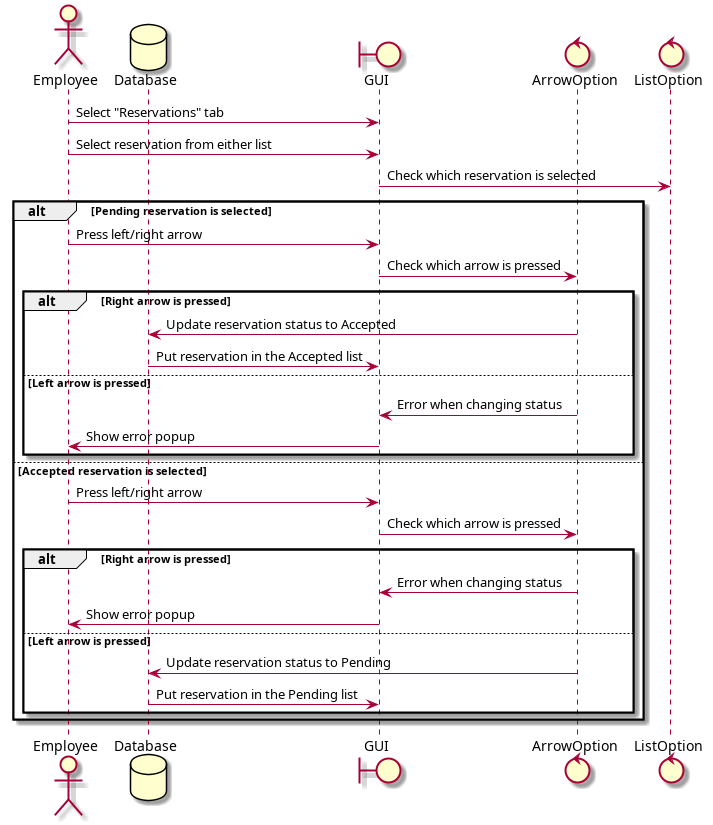 Employee Database GUI ArrowOption ListOption
Select "Reservations" tab
Select reservation from either list
Check which reservation is selected
alt [Pending reservation is selected]
Press left/right arrow
Check which arrow is pressed
alt [Right arrow is pressed]
Update reservation status to Accepted
Put reservation in the Accepted list
[Left arrow is pressed]
Error when changing status
Show error popup
[Accepted reservation is selected]
Press left/right arrow
Check which arrow is pressed
alt [Right arrow is pressed]
Error when changing status
Show error popup
[Left arrow is pressed]
Update reservation status to Pending
Put reservation in the Pending list
Employee Database GUI ArrowOption ListOption